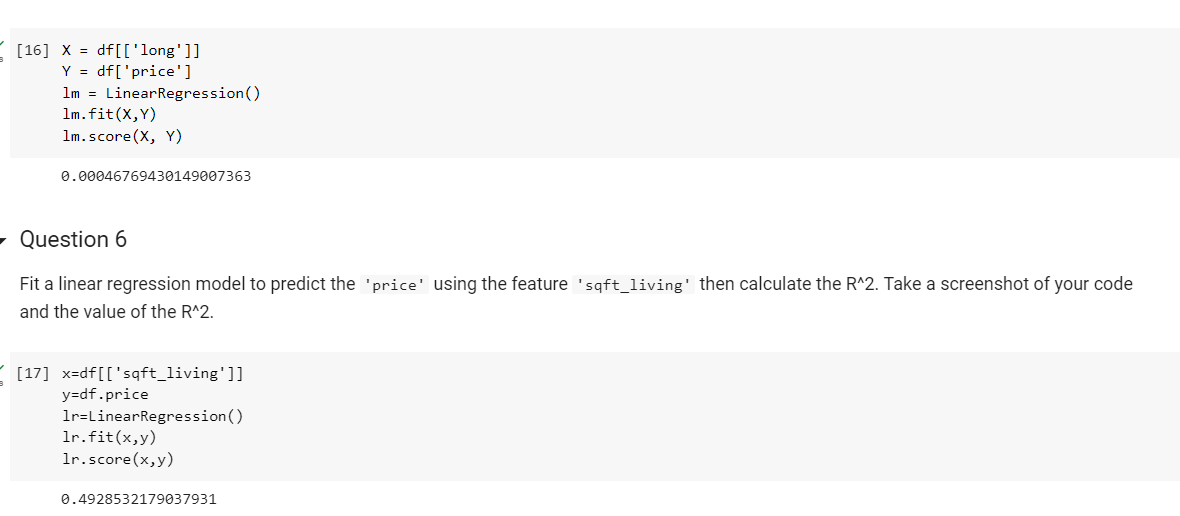 [16] X = df[['long']]
Y = df['price']
lm = LinearRegression()
lm.fit(X,Y)
lm.score(X, Y)
0.00046769430149007363
Question 6
Fit a linear regression model to predict the 'price' using the feature 'sqft_living' then calculate the R^2. Take a screenshot of your code
and the value of the R^2.
[17] x=df[['sqft_living']]
y=df.price
lr=LinearRegression()
lr.fit(x,y)
lr.score(x,y)
0.4928532179037931